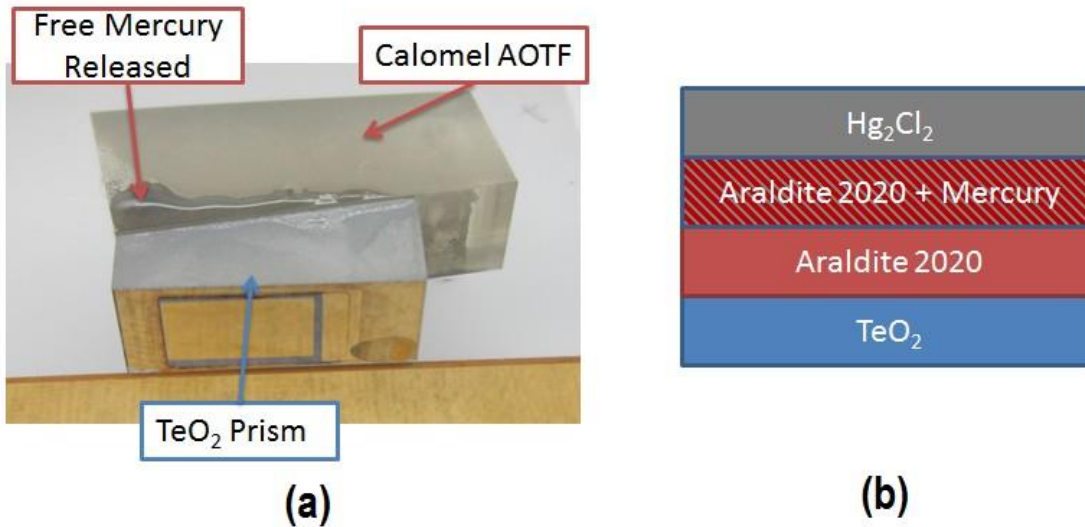 Free Mercury
Released
Calomel AOTF
TeO₂ Prism
(a)
Hg₂Cl₂
Araldite 2020 + Mercury
Araldite 2020
TeO₂
(b)